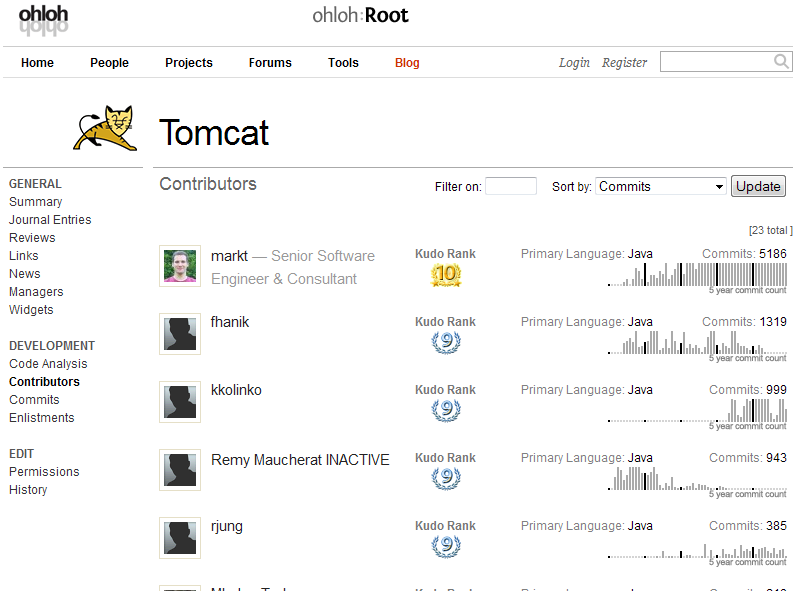 ohloh
ohloh:Root
Home People Projects Forums Tools Blog Login Register
Tomcat
GENERAL
Summary
Journal Entries
Reviews
Links
News
Managers
Widgets
DEVELOPMENT
Code Analysis
Contributors
Commits
Enlistments
EDIT
Permissions
History
Contributors
Filter on: Sort by: Commits Update
[23 total ]
markt — Senior Software
Engineer & Consultant
Kudo Rank
10
Primary Language: Java Commits: 5186
5 year commit count
fhanik
Kudo Rank
9
Primary Language: Java Commits: 1319
5 year commit count
kkolinko
Kudo Rank
9
Primary Language: Java Commits: 999
5 year commit count
Remy Maucherat INACTIVE
Kudo Rank
9
Primary Language: Java Commits: 943
5 year commit count
rjung
Kudo Rank
9
Primary Language: Java Commits: 385
5 year commit count